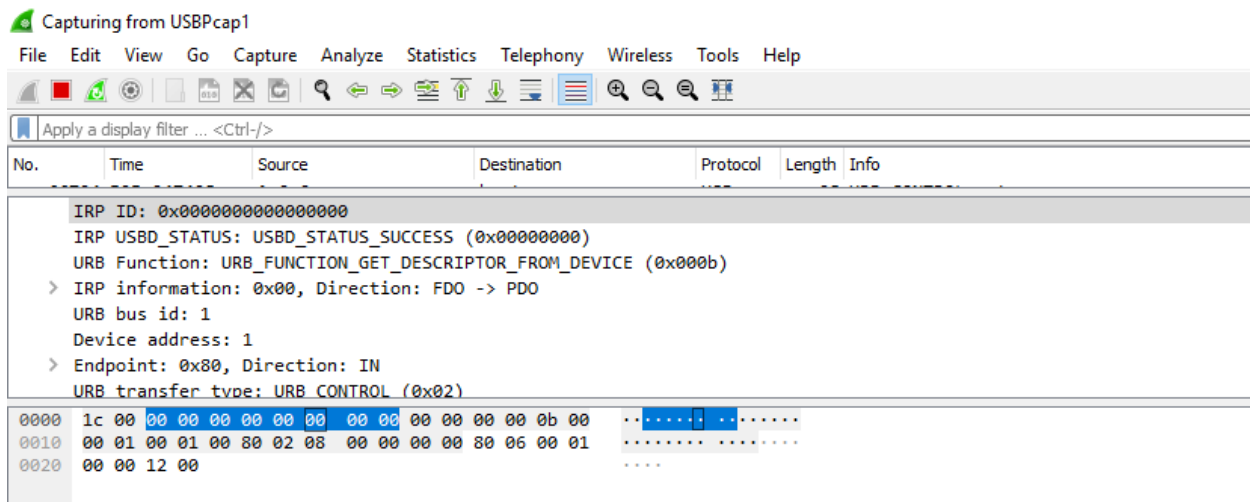 Capturing from USBPcap1
File Edit View Go Capture Analyze Statistics Telephony Wireless Tools Help
Apply a display filter ... <Ctrl-/>
No. Time Source Destination Protocol Length Info
IRP ID: 0x0000000000000000
IRP USBD_STATUS: USBD_STATUS_SUCCESS (0x00000000)
URB Function: URB_FUNCTION_GET_DESCRIPTOR_FROM_DEVICE (0x000b)
> IRP information: 0x00, Direction: FDO -> PDO
URB bus id: 1
Device address: 1
> Endpoint: 0x80, Direction: IN
URB transfer type: URB_CONTROL (0x02)
0000 1c 00 00 00 00 00 00 00 00 00 00 00 00 00 0b 00 ········ ········
0010 00 01 00 01 00 80 02 08 00 00 00 00 80 06 00 01 ········ ········
0020 00 00 12 00 ····